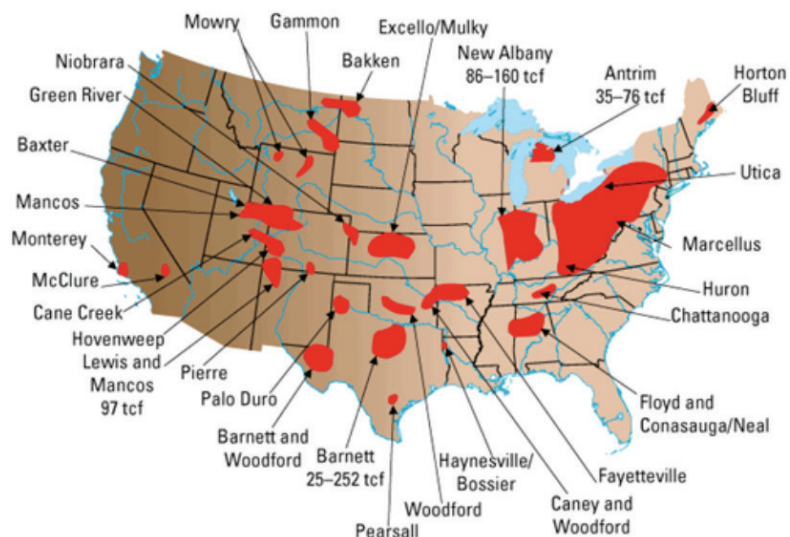 Mowry
Gammon
Excello/Mulky
Niobrara
Bakken
New Albany
86–160 tcf
Antrim
35–76 tcf
Horton
Bluff
Green River
Baxter
Utica
Mancos
Monterey
Marcellus
McClure
Huron
Cane Creek
Chattanooga
Hovenweep
Lewis and
Mancos
97 tcf
Pierre
Palo Duro
Floyd and
Conasauga/Neal
Barnett and
Woodford
Barnett
25–252 tcf
Haynesville/
Bossier
Fayetteville
Woodford
Caney and
Woodford
Pearsall